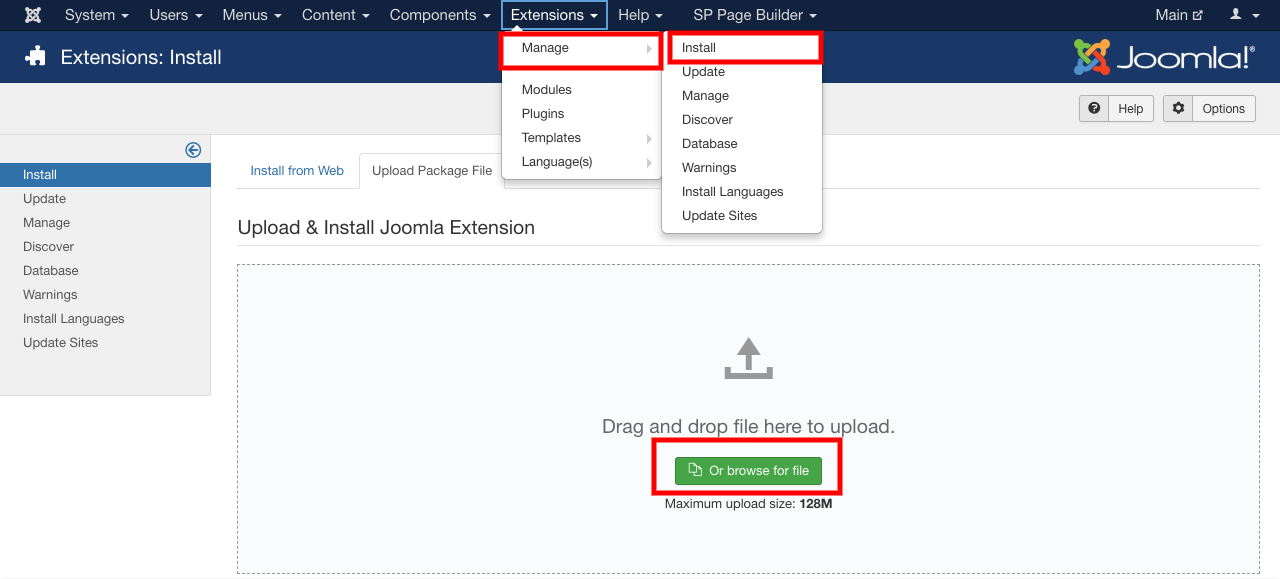 System Users Menus Content Components Extensions Help SP Page Builder Main
Extensions: Install
Joomla!®
Manage
Modules
Plugins
Templates
Language(s)
Install
Update
Manage
Discover
Database
Warnings
Install Languages
Update Sites
Help Options
Install
Update
Manage
Discover
Database
Warnings
Install Languages
Update Sites
Install from Web Upload Package File
Upload & Install Joomla Extension
Drag and drop file here to upload.
Or browse for file
Maximum upload size: 128M